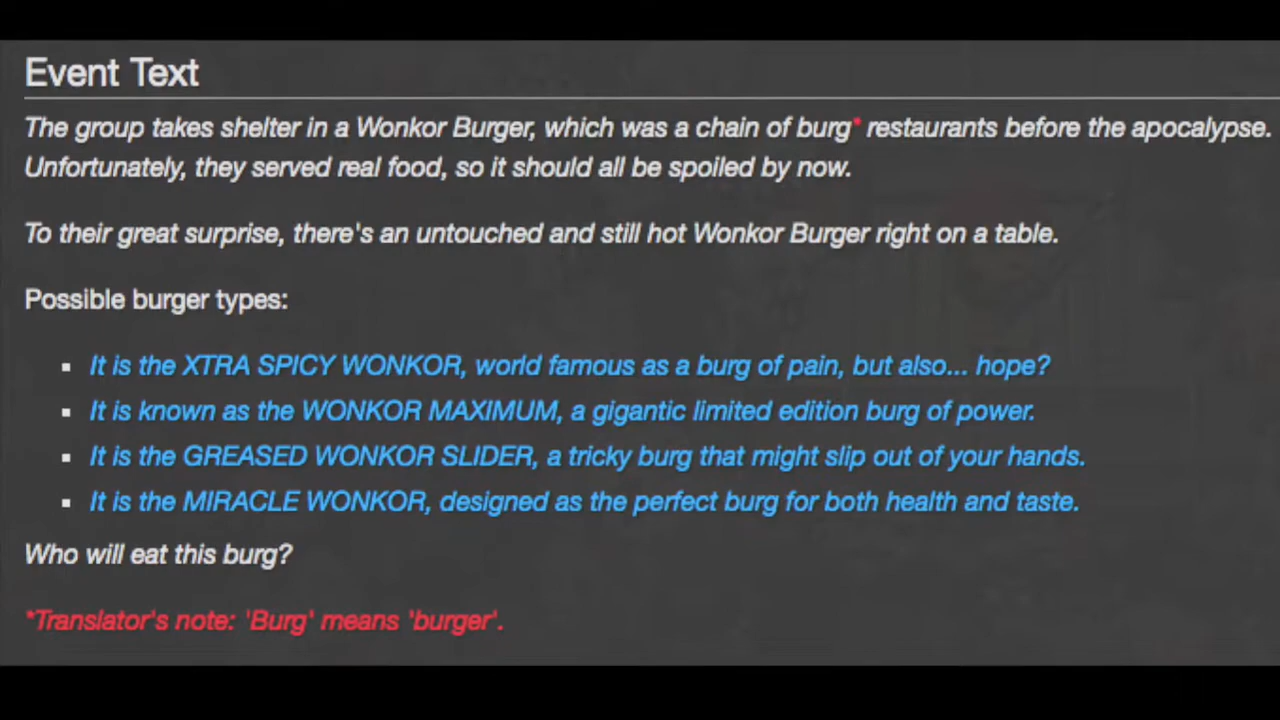 Event Text
The group takes shelter in a Wonkor Burger, which was a chain of burg* restaurants before the apocalypse.
Unfortunately, they served real food, so it should all be spoiled by now.
To their great surprise, there's an untouched and still hot Wonkor Burger right on a table.
Possible burger types:
▪ It is the XTRA SPICY WONKOR, world famous as a burg of pain, but also... hope?
▪ It is known as the WONKOR MAXIMUM, a gigantic limited edition burg of power.
▪ It is the GREASED WONKOR SLIDER, a tricky burg that might slip out of your hands.
▪ It is the MIRACLE WONKOR, designed as the perfect burg for both health and taste.
Who will eat this burg?
*Translator's note: 'Burg' means 'burger'.